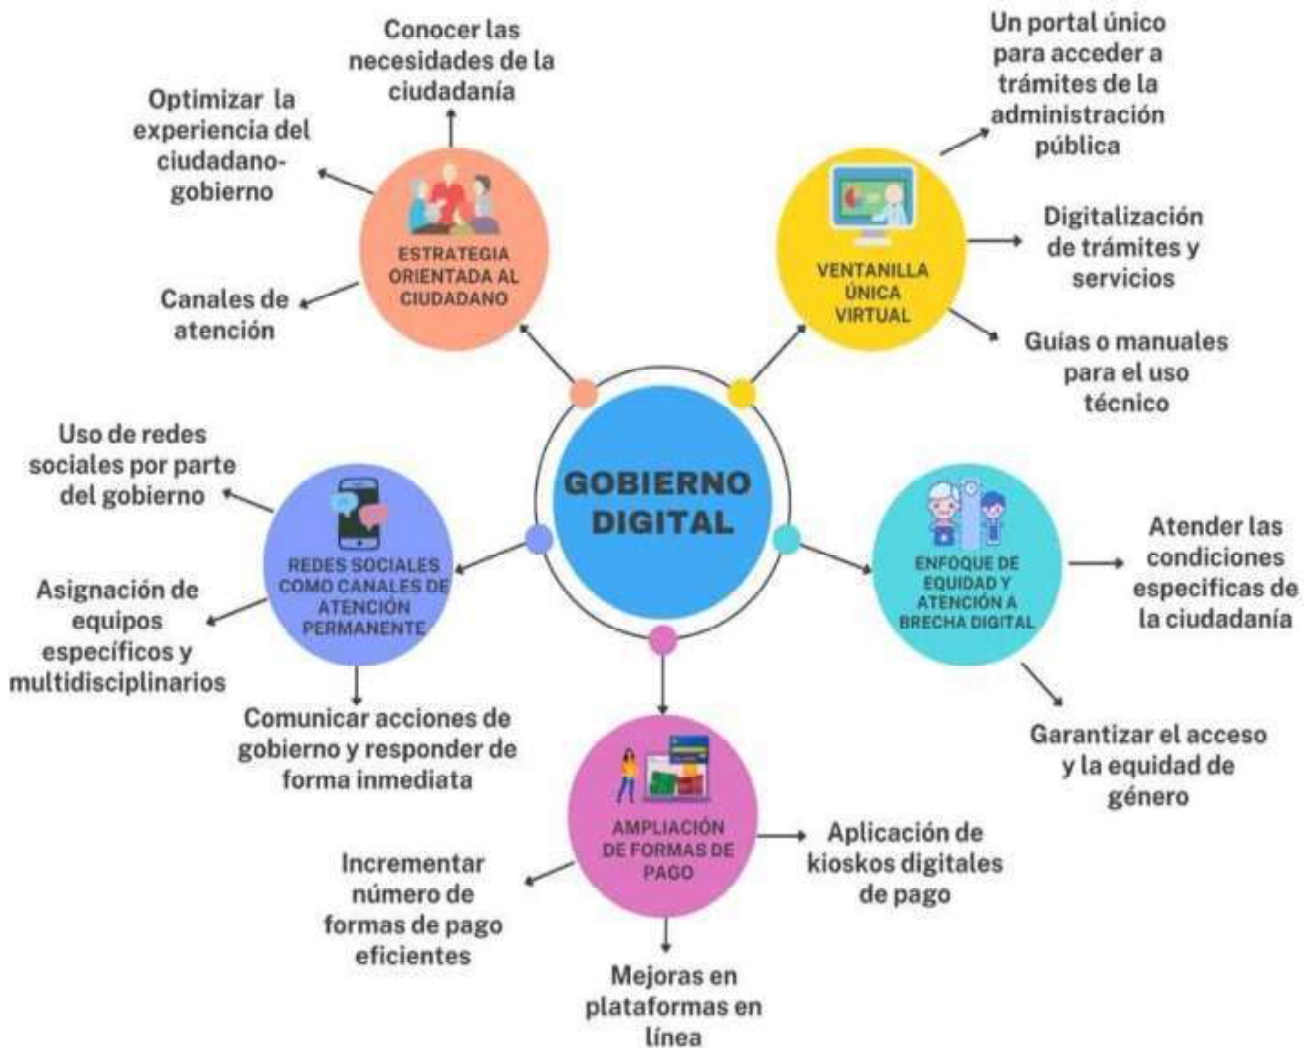 Conocer las
necesidades de la
ciudadanía
Optimizar la
experiencia del
ciudadano-
gobierno
Canales de
atención
ESTRATEGIA
ORIENTADA AL
CIUDADANO
Un portal único
para acceder a
trámites de la
administración
pública
Digitalización
de trámites y
servicios
Guías o manuales
para el uso
técnico
VENTANILLA
ÚNICA
VIRTUAL
GOBIERNO
DIGITAL
Uso de redes
sociales por parte
del gobierno
Asignación de
equipos
específicos y
multidisciplinarios
Comunicar acciones de
gobierno y responder de
forma inmediata
REDES SOCIALES
COMO CANALES DE
ATENCIÓN
PERMANENTE
ENFOQUE DE
EQUIDAD Y
ATENCIÓN A
BRECHA DIGITAL
Atender las
condiciones
especificas de
la ciudadanía
Garantizar el acceso
y la equidad de
género
AMPLIACIÓN
DE FORMAS DE
PAGO
Incrementar
número de
formas de pago
eficientes
Mejoras en
plataformas en
línea
Aplicación de
kioskos digitales
de pago